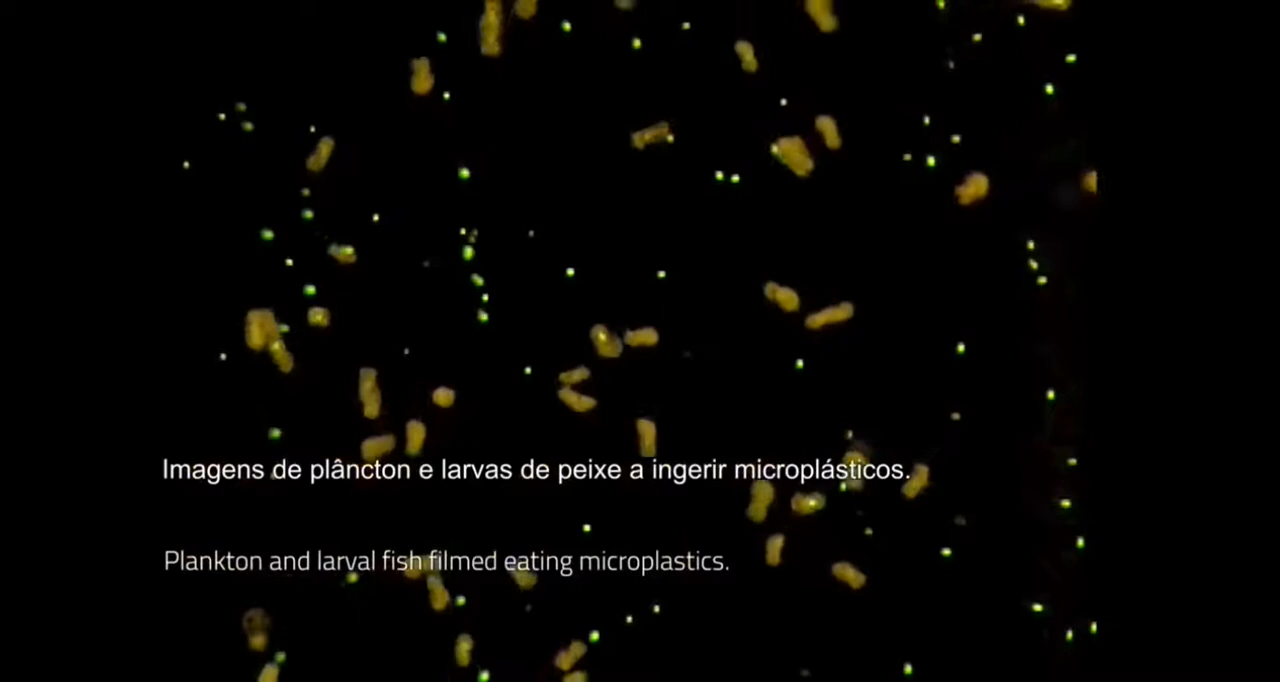 Imagens de plâncton e larvas de peixe a ingerir microplásticos.
Plankton and larval fish filmed eating microplastics.